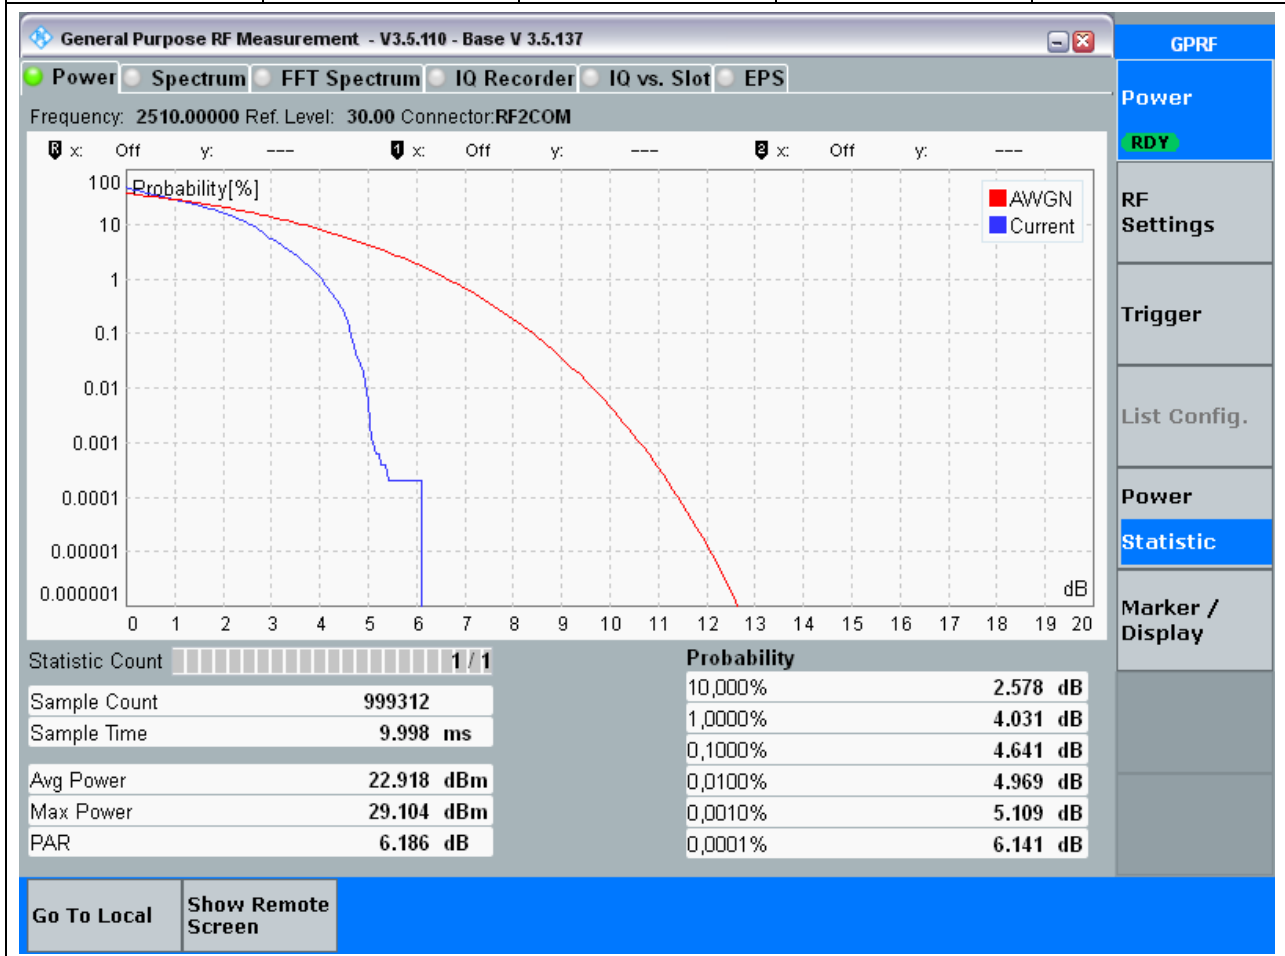 General Purpose RF Measurement - V3.5.110 - Base V 3.5.137
GPRF
Power Spectrum FFT Spectrum IQ Recorder IQ vs. Slot EPS
Power
RDY
Frequency: 2510.00000 Ref. Level: 30.00 Connector:RF2COM
R x: Off y: --- 1 x: Off y: --- 2 x: Off y: ---
Probability[%]
AWGN
Current
100
10
1
0.1
0.01
0.001
0.0001
0.00001
0.000001
dB
0 1 2 3 4 5 6 7 8 9 10 11 12 13 14 15 16 17 18 19 20
RF
Settings
Trigger
List Config.
Power
Statistic
Marker /
Display
Statistic Count 1 / 1
Sample Count 999312
Sample Time 9.998 ms
Avg Power 22.918 dBm
Max Power 29.104 dBm
PAR 6.186 dB
Probability
10,000% 2.578 dB
1,0000% 4.031 dB
0,1000% 4.641 dB
0,0100% 4.969 dB
0,0010% 5.109 dB
0,0001% 6.141 dB
Go To Local
Show Remote
Screen